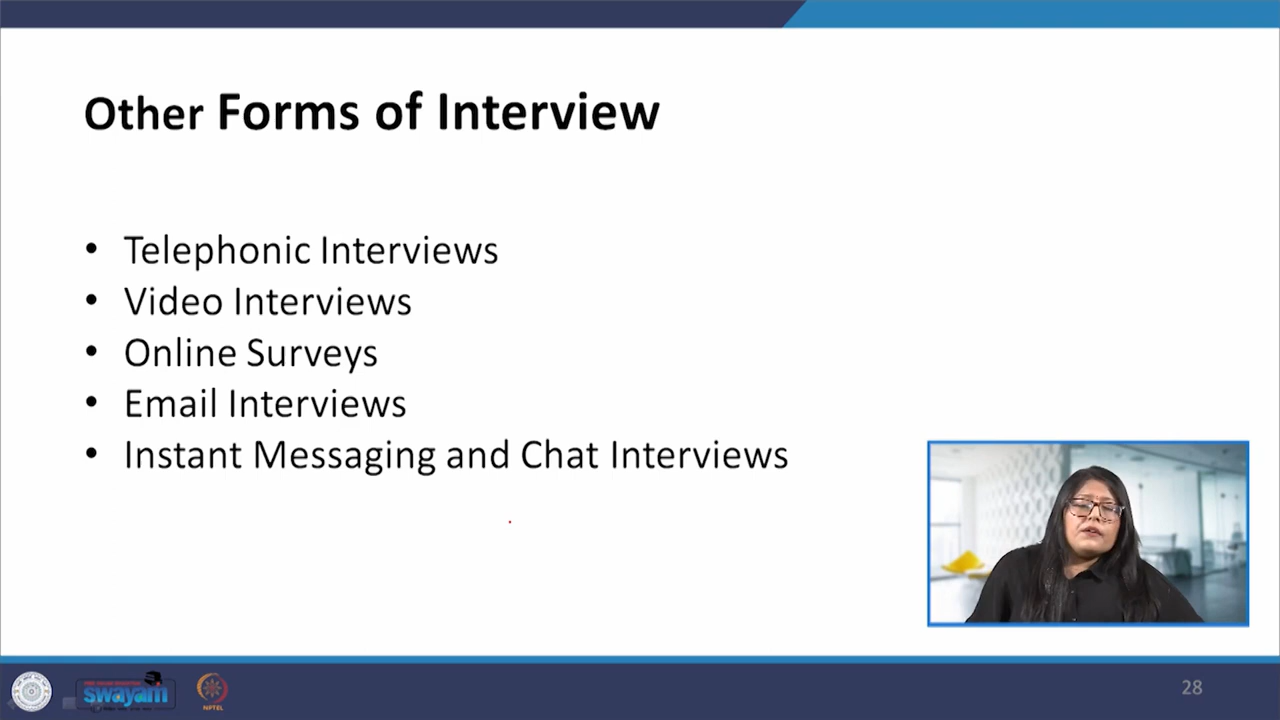 Other Forms of Interview
• Telephonic Interviews
• Video Interviews
• Online Surveys
• Email Interviews
• Instant Messaging and Chat Interviews
swayam
NPTEL
28